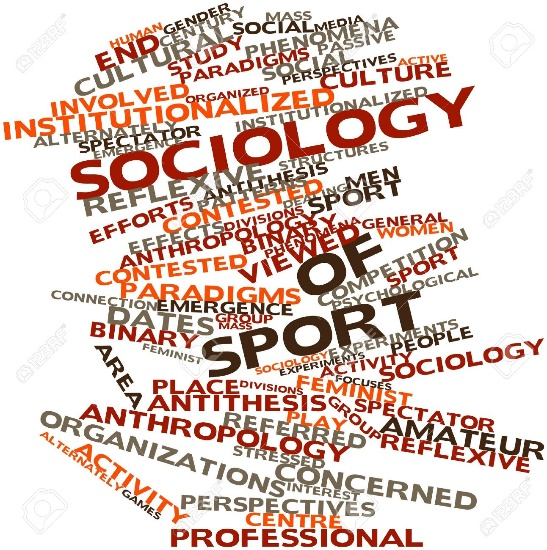 HUMAN GENDER MASS
END CENTURY SOCIAL MEDIA
CULTURAL PHENOMENA
STUDY PASSIVE
PARADIGMS SOCIAL PERSPECTIVES ACTIVE
INVOLVED ORGANIZED CULTURE
INSTITUTIONALIZED INSTITUTIONALIZED
ALTERNATELY SPECTATOR
EMERGENCE
SOCIOLOGY
REFLEXIVE STRUCTURES
ANTITHESIS MEN
EFFORTS CONTESTED SPORT
EFFECTS DIVISIONS GENERAL
ANTHROPOLOGY BINARY PHENOMENA WOMEN
CONTESTED VIEWED OF COMPETITION
PARADIGMS SPORT
CONNECTION EMERGENCE PSYCHOLOGICAL
DATES GROUP
BINARY MASS SPORT
FEMINIST EXPERIMENTS PEOPLE
AREA SOCIOLOGY EXPERIMENTS ACTIVITY SOCIOLOGY
PLACE DIVISIONS FEMINIST FOCUSES
ANTITHESIS PLAY GROUP SPECTATOR
ANTHROPOLOGY REFERRED AMATEUR
ORGANIZATIONS STRESSED REFLEXIVE
ACTIVITY CONCERNED
ALTERNATELY INTEREST
GAMES PERSPECTIVES
CENTRE
PROFESSIONAL
123RF